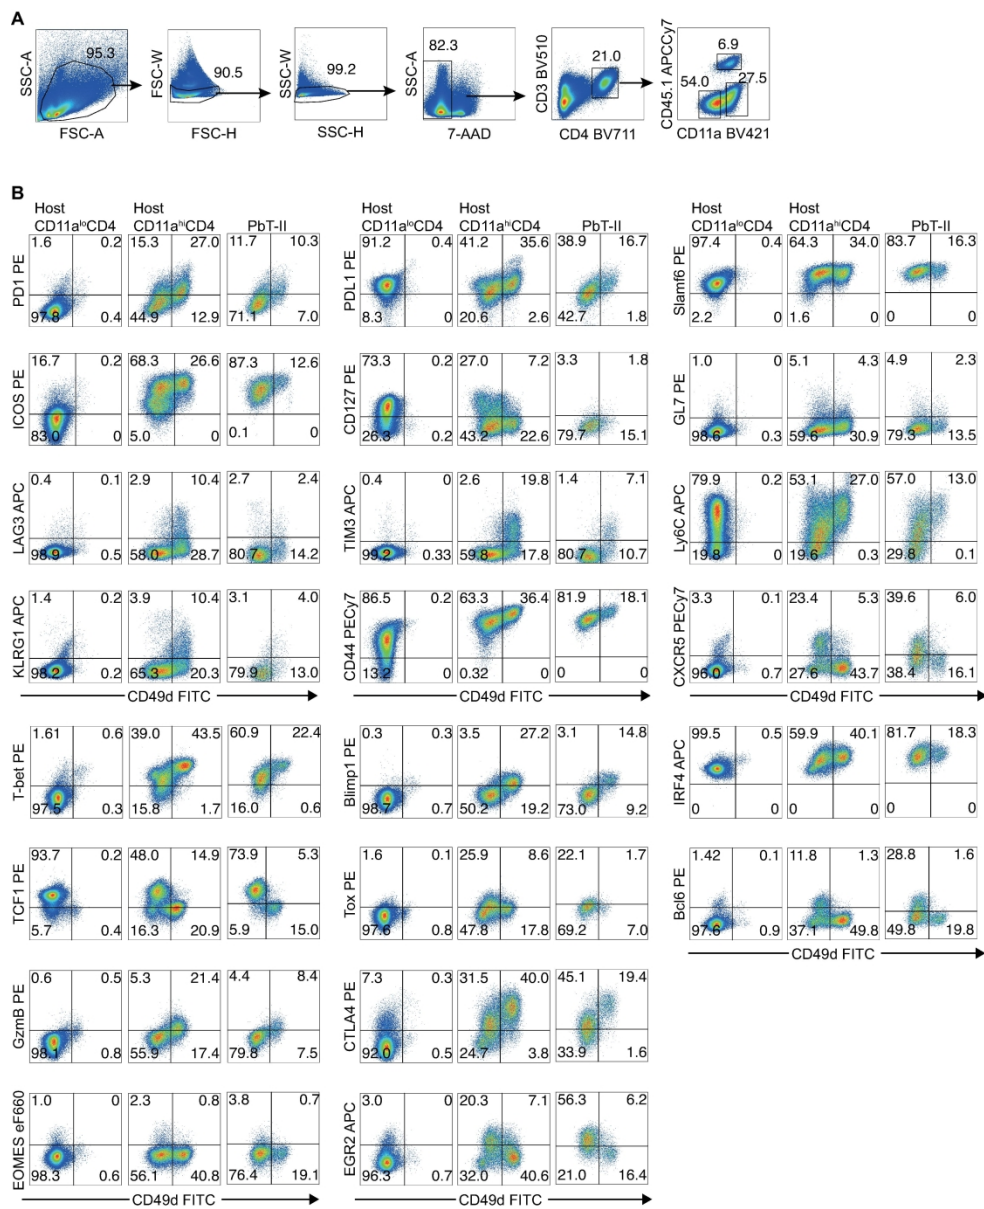 A
SSC-A 95.3 FSC-A
FSC-W 90.5 FSC-H
SSC-W 99.2 SSC-H
SSC-A 82.3 7-AAD
CD3 BV510 21.0 CD4 BV711
CD45.1 APCCy7 6.9 54.0 27.5 CD11a BV421
B
Host Host Host Host Host Host
CD11aloCD4 CD11ahiCD4 PbT-II CD11aloCD4 CD11ahiCD4 PbT-II CD11aloCD4 CD11ahiCD4 PbT-II
1.6 0.2 15.3 27.0 11.7 10.3 91.2 0.4 41.2 35.6 38.9 16.7 97.4 0.4 64.3 34.0 83.7 16.3
PD1 PE PDL1 PE Slamf6 PE
97.8 0.4 44.9 12.9 71.1 7.0 8.3 0 20.6 2.6 42.7 1.8 2.2 0 1.6 0 0 0
16.7 0.2 68.3 26.6 87.3 12.6 73.3 0.2 27.0 7.2 3.3 1.8 1.0 0 5.1 4.3 4.9 2.3
ICOS PE CD127 PE GL7 PE
83.0 0 5.0 0 0.1 0 26.3 0.2 43.2 22.6 79.7 15.1 98.6 0.3 59.6 30.9 79.3 13.5
0.4 0.1 2.9 10.4 2.7 2.4 0.4 0 2.6 19.8 1.4 7.1 79.9 0.2 53.1 27.0 57.0 13.0
LAG3 APC TIM3 APC Ly6C APC
98.9 0.5 58.0 28.7 80.7 14.2 99.2 0.33 59.8 17.8 80.7 10.7 19.8 0 19.6 0.3 29.8 0.1
1.4 0.2 3.9 10.4 3.1 4.0 86.5 0.2 63.3 36.4 81.9 18.1 3.3 0.1 23.4 5.3 39.6 6.0
KLRG1 APC CD44 PECy7 CXCR5 PECy7
98.2 0.2 65.3 20.3 79.9 13.0 13.2 0 0.32 0 0 0 96.0 0.7 27.6 43.7 38.4 16.1
CD49d FITC CD49d FITC CD49d FITC
1.61 0.6 39.0 43.5 60.9 22.4 0.3 0.3 3.5 27.2 3.1 14.8 99.5 0.5 59.9 40.1 81.7 18.3
T-bet PE Blimp1 PE IRF-4 APC
97.5 0.3 15.8 1.7 16.0 0.6 98.7 0.7 50.2 19.2 73.0 9.2 0 0 0 0 0 0
93.7 0.2 48.0 14.9 73.9 5.3 1.6 0.1 25.9 8.6 22.1 1.7 1.42 0.1 11.8 1.3 28.8 1.6
TCF1 PE Tox PE Bcl6 PE
5.7 0.4 16.3 20.9 5.9 15.0 97.6 0.8 47.8 17.8 69.2 7.0 97.6 0.9 37.1 49.8 49.8 19.8
CD49d FITC
0.6 0.5 5.3 21.4 4.4 8.4 7.3 0.3 31.5 40.0 45.1 19.4
GzmB PE CTLA4 PE
98.1 0.8 55.9 17.4 79.8 7.5 92.0 0.5 24.7 3.8 33.9 1.6
1.0 0 2.3 0.8 3.8 0.7 3.0 0 20.3 7.1 56.3 6.2
EOMES eF660 EGR2 APC
98.3 0.6 56.1 40.8 76.4 19.1 96.3 0.7 32.0 40.6 21.0 16.4
CD49d FITC CD49d FITC